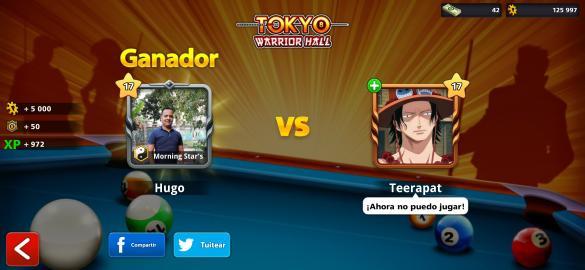 TOKYO
WARRIOR HALL
42
125 997
Ganador
17
17
+ 5 000
+ 50
XP + 972
Morning Star's
VS
Hugo
Teerapat
¡Ahora no puedo jugar!
Compartir
Tuitear
2